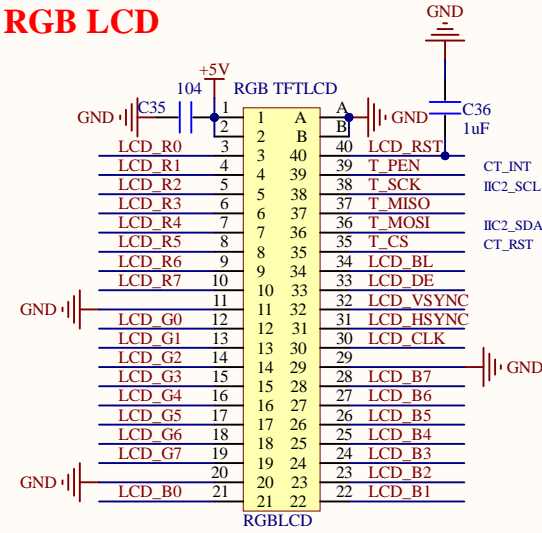 RGB LCD
GND
+5V
104 RGB TFTLCD
C35 1 A C36
GND 1 A GND 1uF
2 B
2 B
LCD_R0 3 3 40 40 LCD_RST
LCD_R1 4 4 39 39 T_PEN CT_INT
LCD_R2 5 5 38 38 T_SCK IIC2_SCL
LCD_R3 6 6 37 37 T_MISO
LCD_R4 7 7 36 36 T_MOSI IIC2_SDA
LCD_R5 8 8 35 35 T_CS CT_RST
LCD_R6 9 9 34 34 LCD_BL
LCD_R7 10 10 33 33 LCD_DE
GND 11 11 32 32 LCD_VSYNC
LCD_G0 12 12 31 31 LCD_HSYNC
LCD_G1 13 13 30 30 LCD_CLK
LCD_G2 14 14 29 29 GND
LCD_G3 15 15 28 28 LCD_B7
LCD_G4 16 16 27 27 LCD_B6
LCD_G5 17 17 26 26 LCD_B5
LCD_G6 18 18 25 25 LCD_B4
LCD_G7 19 19 24 24 LCD_B3
GND 20 20 23 23 LCD_B2
LCD_B0 21 21 22 22 LCD_B1
RGBLCD